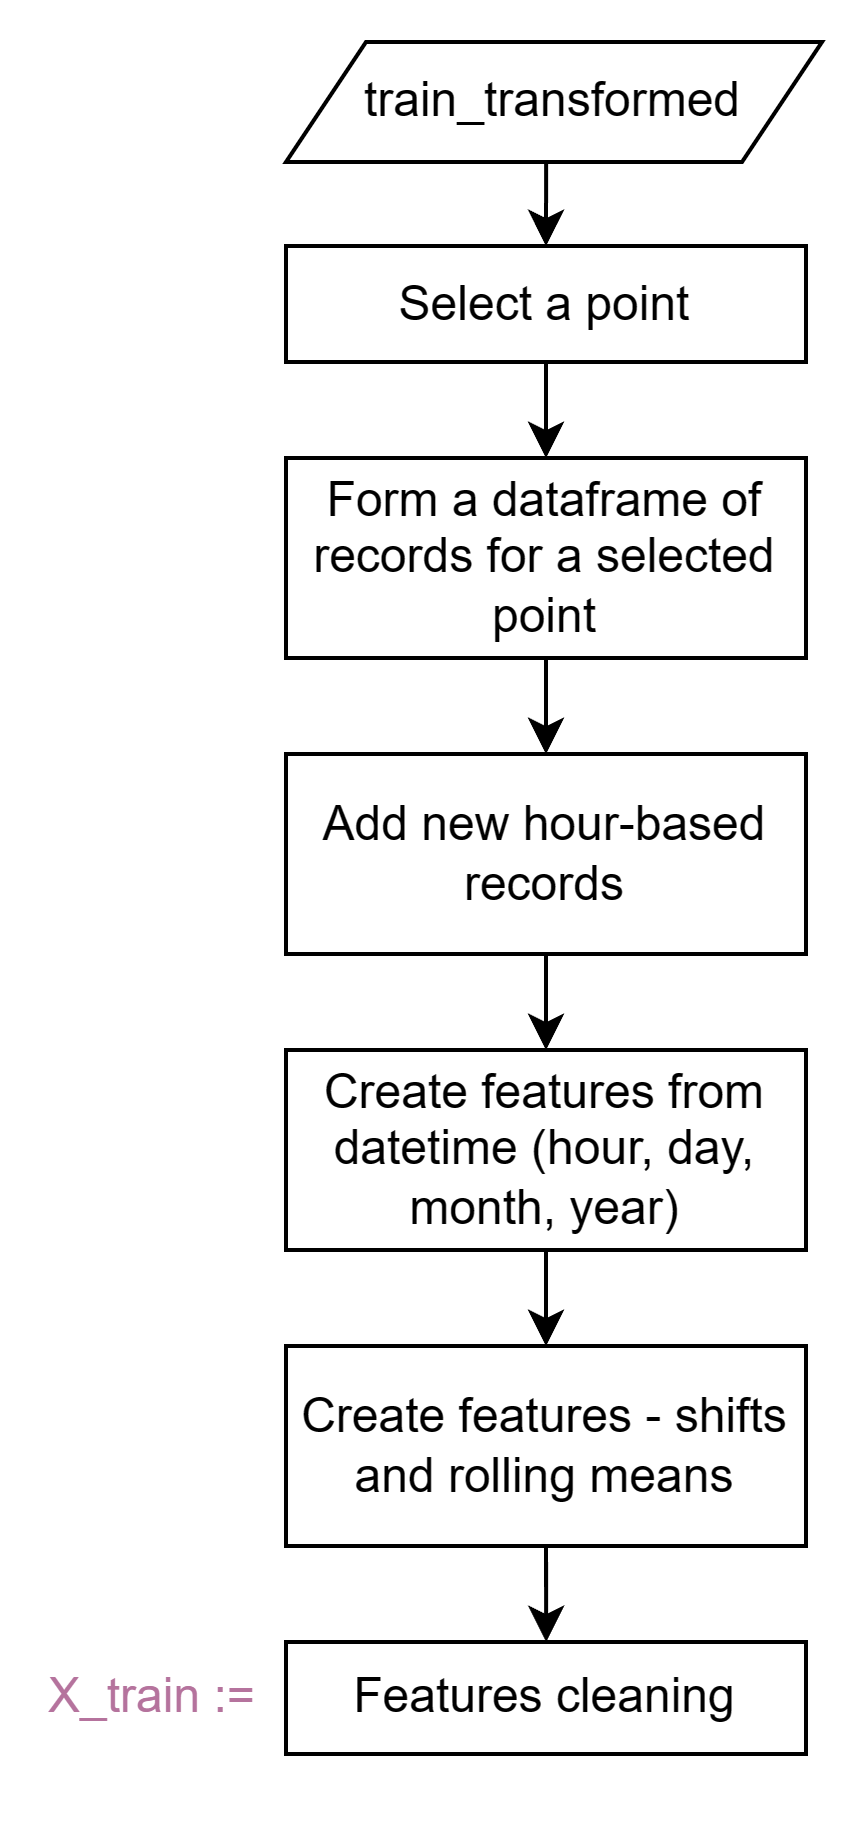 train_transformed
Select a point
Form a dataframe of
records for a selected
point
Add new hour-based
records
Create features from
datetime (hour, day,
month, year)
Create features - shifts
and rolling means
X_train :=
Features cleaning